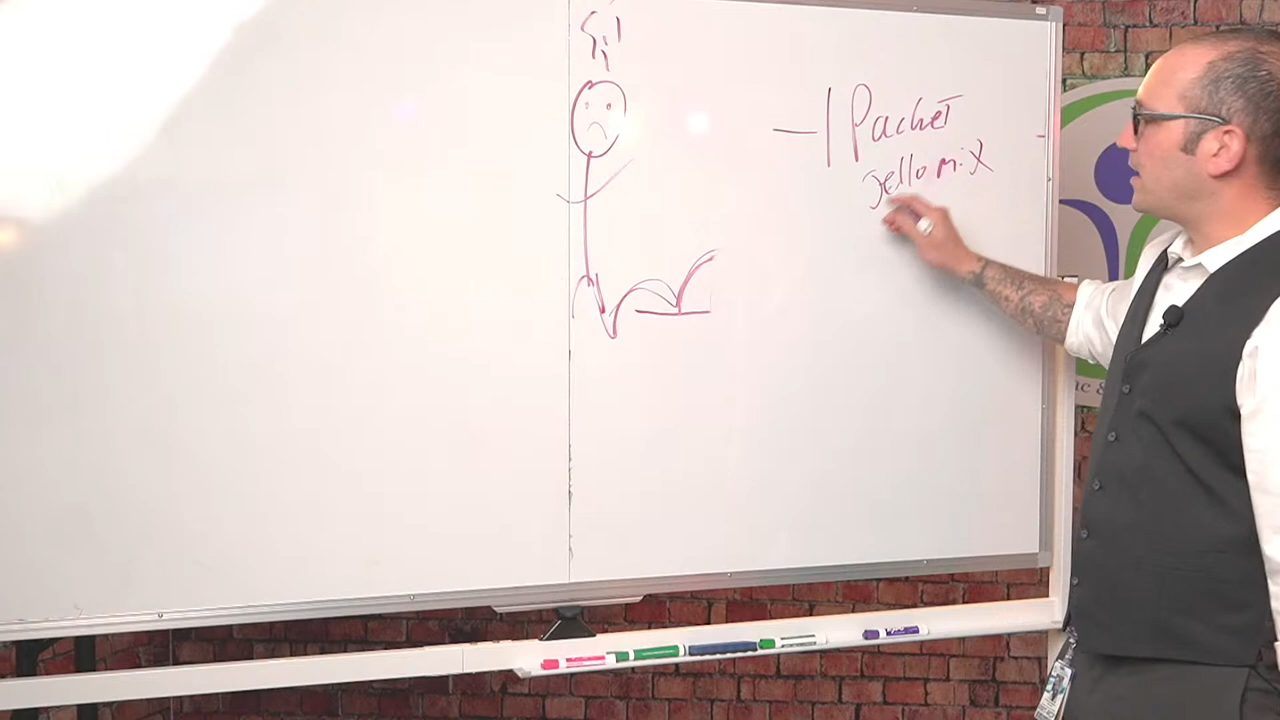 — 1 Packet
Jello mix